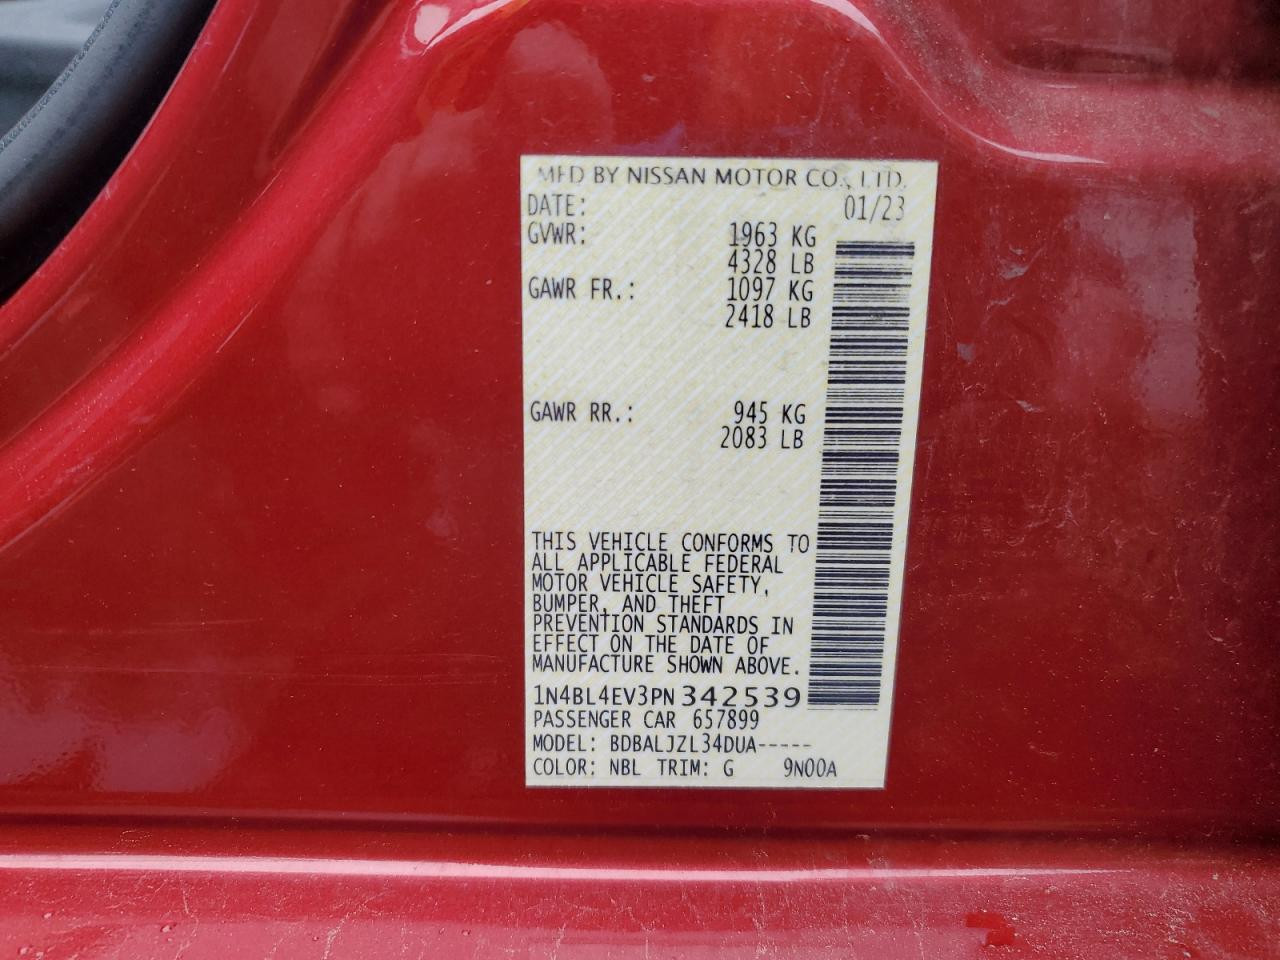 MFD BY NISSAN MOTOR CO., LTD.
DATE: 01/23
GVWR: 1963 KG
4328 LB
GAWR FR.: 1097 KG
2418 LB
GAWR RR.: 945 KG
2083 LB
THIS VEHICLE CONFORMS TO
ALL APPLICABLE FEDERAL
MOTOR VEHICLE SAFETY,
BUMPER, AND THEFT
PREVENTION STANDARDS IN
EFFECT ON THE DATE OF
MANUFACTURE SHOWN ABOVE.
1N4BL4EV3PN342539
PASSENGER CAR 657899
MODEL: BDBALJZL34DUA-----
COLOR: NBL TRIM: G 9N00A